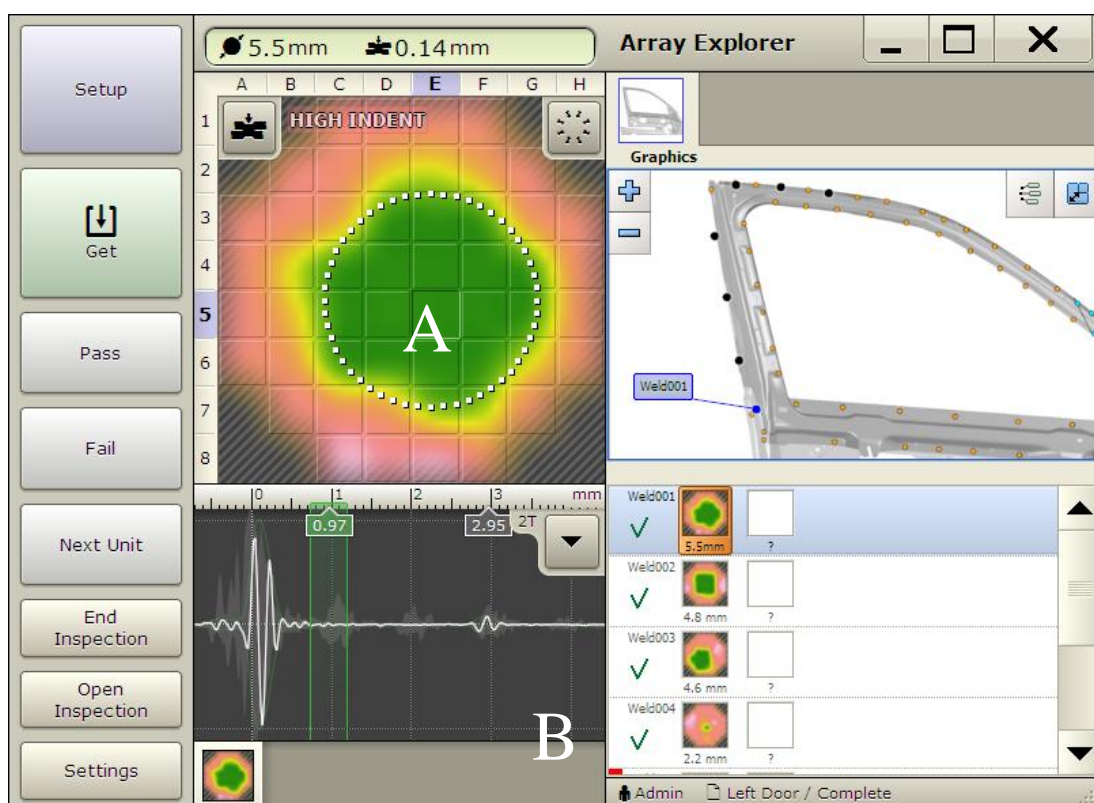 Setup
Get
Pass
Fail
Next Unit
End
Inspection
Open
Inspection
Settings
5.5mm 0.14mm
A B C D E F G H
1
2
3
4
5
6
7
8
HIGH INDENT
A
0 1 2 3 mm
0.97 2.95 2T
B
Array Explorer
Graphics
Weld001
Weld001
5.5mm ?
Weld002
4.8 mm ?
Weld003
4.6 mm ?
Weld004
2.2 mm ?
Admin Left Door / Complete